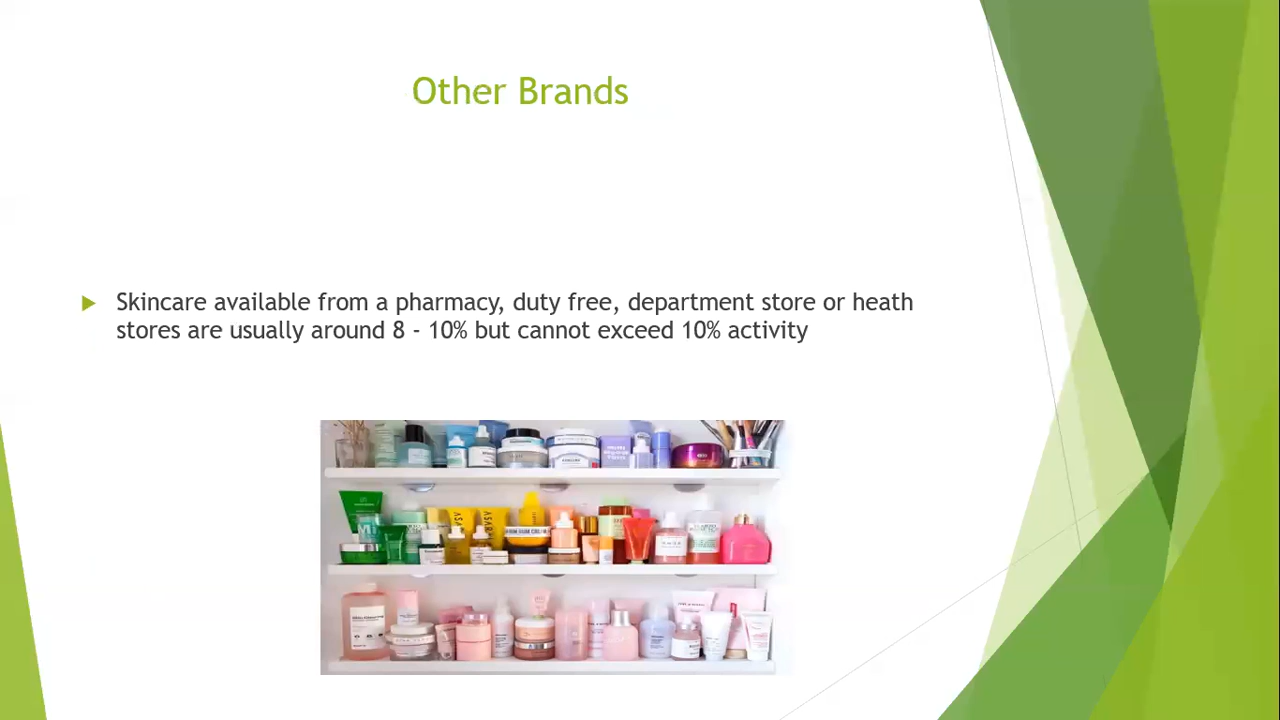 Other Brands
Skincare available from a pharmacy, duty free, department store or heath
stores are usually around 8 - 10% but cannot exceed 10% activity